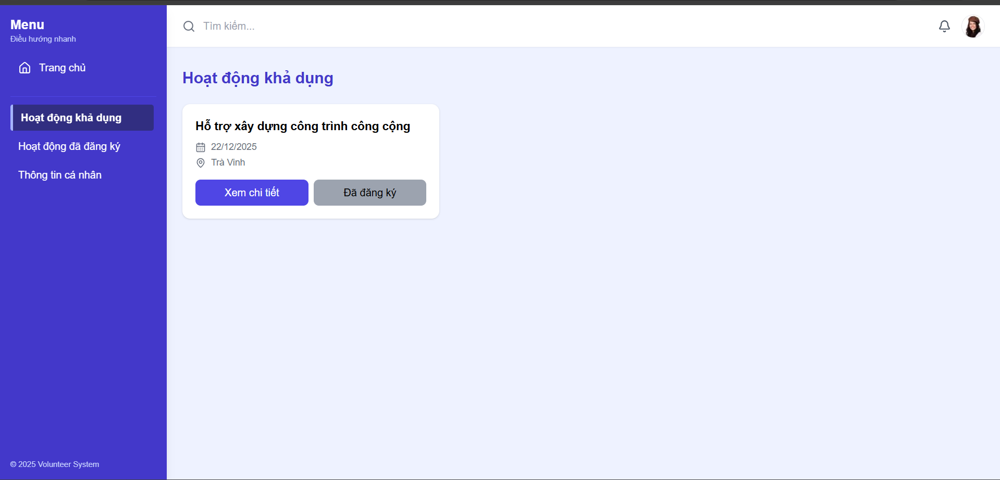 Menu
Điều hướng nhanh
Trang chủ
Hoạt động khả dụng
Hoạt động đã đăng ký
Thông tin cá nhân
© 2025 Volunteer System
Tìm kiếm...
Hoạt động khả dụng
Hỗ trợ xây dựng công trình công cộng
22/12/2025
Trà Vinh
Xem chi tiết
Đã đăng ký